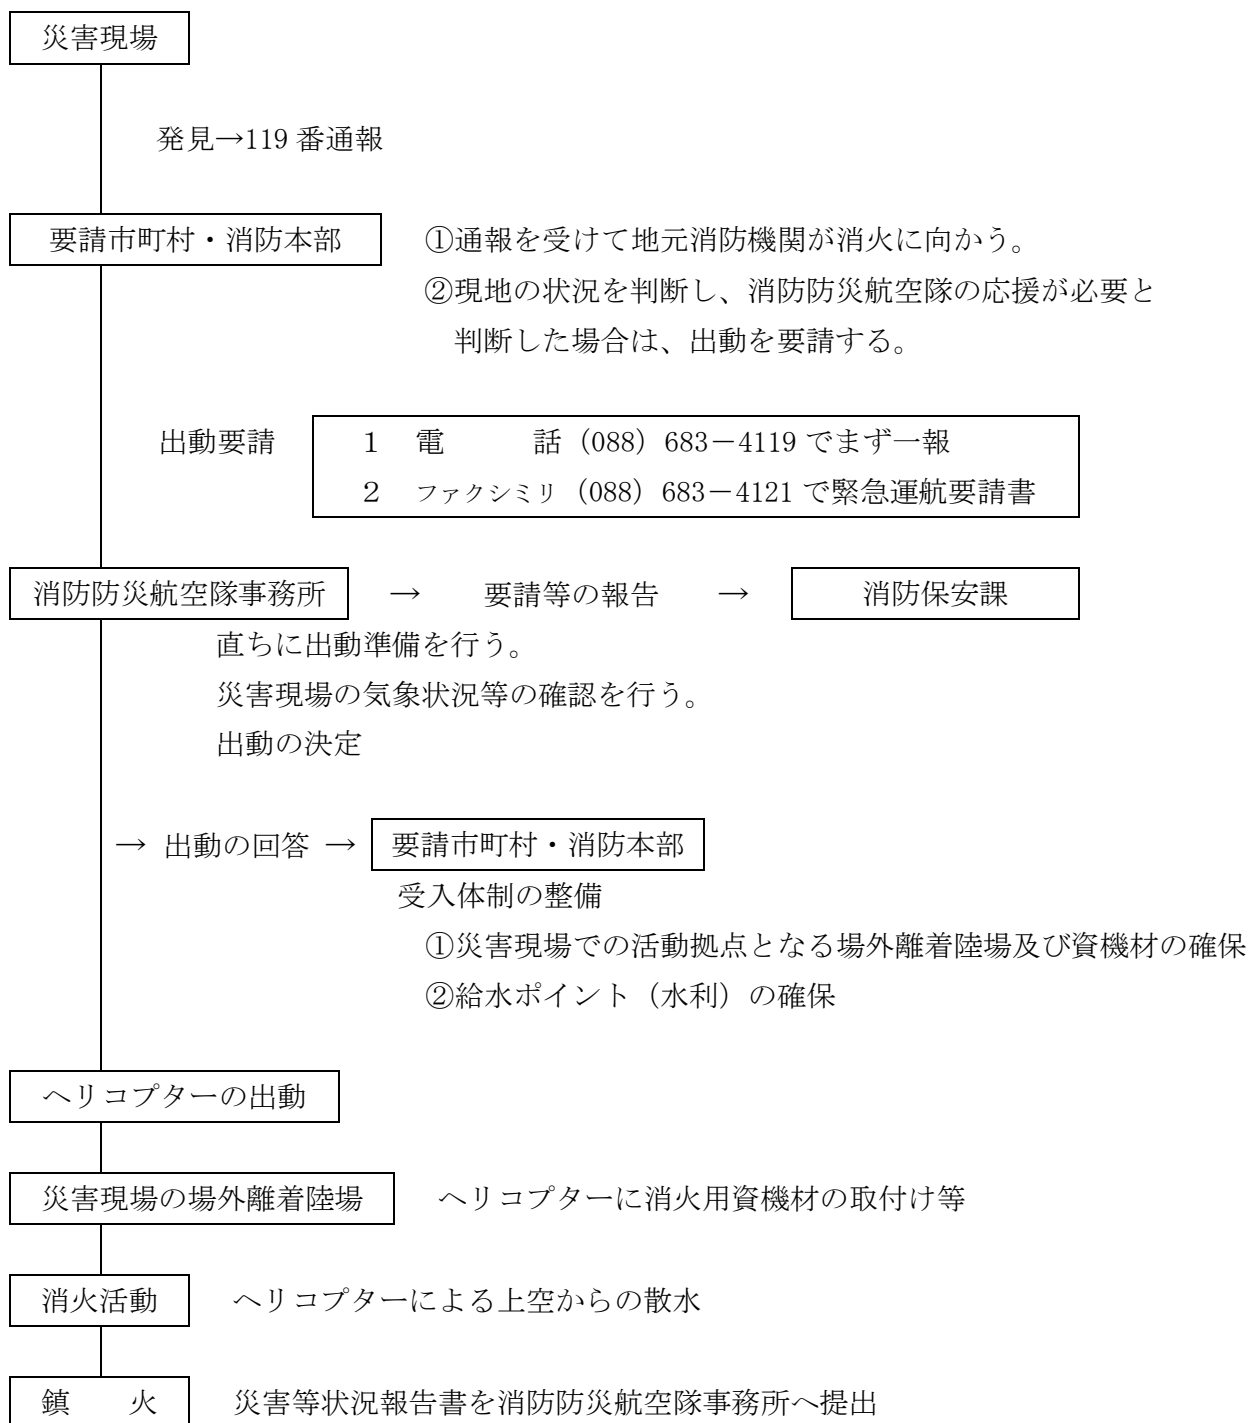 災害現場
発見→119番通報
要請市町村・消防本部 ①通報を受けて地元消防機関が消火に向かう。
②現地の状況を判断し、消防防災航空隊の応援が必要と
判断した場合は、出動を要請する。
出動要請 1 電 話（088）683－4119でまず一報
2 ファクシミリ（088）683－4121で緊急運航要請書
消防防災航空隊事務所 → 要請等の報告 → 消防保安課
直ちに出動準備を行う。
災害現場の気象状況等の確認を行う。
出動の決定
→ 出動の回答 → 要請市町村・消防本部
受入体制の整備
①災害現場での活動拠点となる場外離着陸場及び資機材の確保
②給水ポイント（水利）の確保
ヘリコプターの出動
災害現場の場外離着陸場 ヘリコプターに消火用資機材の取付け等
消火活動 ヘリコプターによる上空からの散水
鎮 火 災害等状況報告書を消防防災航空隊事務所へ提出